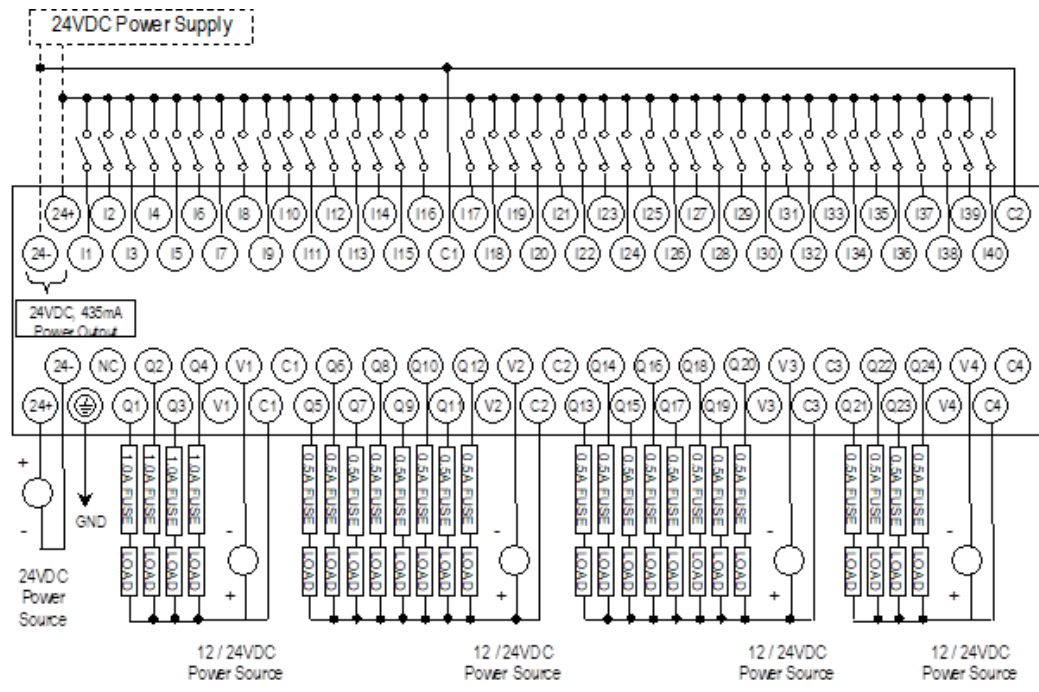 24VDC Power Supply
24+ I2 I4 I6 I8 I10 I12 I14 I16 I17 I19 I21 I23 I25 I27 I29 I31 I33 I35 I37 I39 C2
24- I1 I3 I5 I7 I9 I11 I13 I15 C1 I18 I20 I22 I24 I26 I28 I30 I32 I34 I36 I38 I40
24VDC, 435mA
Power Output
24- NC Q2 Q4 V1 C1 Q6 Q8 Q10 Q12 V2 C2 Q14 Q16 Q18 Q20 V3 C3 Q22 Q24 V4 C4
24+ Q1 Q3 V1 C1 Q5 Q7 Q9 Q11 V2 C2 Q13 Q15 Q17 Q19 V3 C3 Q21 Q23 V4 C4
+
-
GND
24VDC
Power
Source
1.0A FUSE 1.0A FUSE 1.0A FUSE 1.0A FUSE
LOAD LOAD LOAD LOAD
-
+
12 / 24VDC
Power Source
0.5A FUSE 0.5A FUSE 0.5A FUSE 0.5A FUSE 0.5A FUSE 0.5A FUSE 0.5A FUSE 0.5A FUSE
LOAD LOAD LOAD LOAD LOAD LOAD LOAD LOAD
-
+
12 / 24VDC
Power Source
0.5A FUSE 0.5A FUSE 0.5A FUSE 0.5A FUSE 0.5A FUSE 0.5A FUSE 0.5A FUSE 0.5A FUSE
LOAD LOAD LOAD LOAD LOAD LOAD LOAD LOAD
-
+
12 / 24VDC
Power Source
0.5A FUSE 0.5A FUSE 0.5A FUSE 0.5A FUSE
LOAD LOAD LOAD LOAD
-
+
12 / 24VDC
Power Source